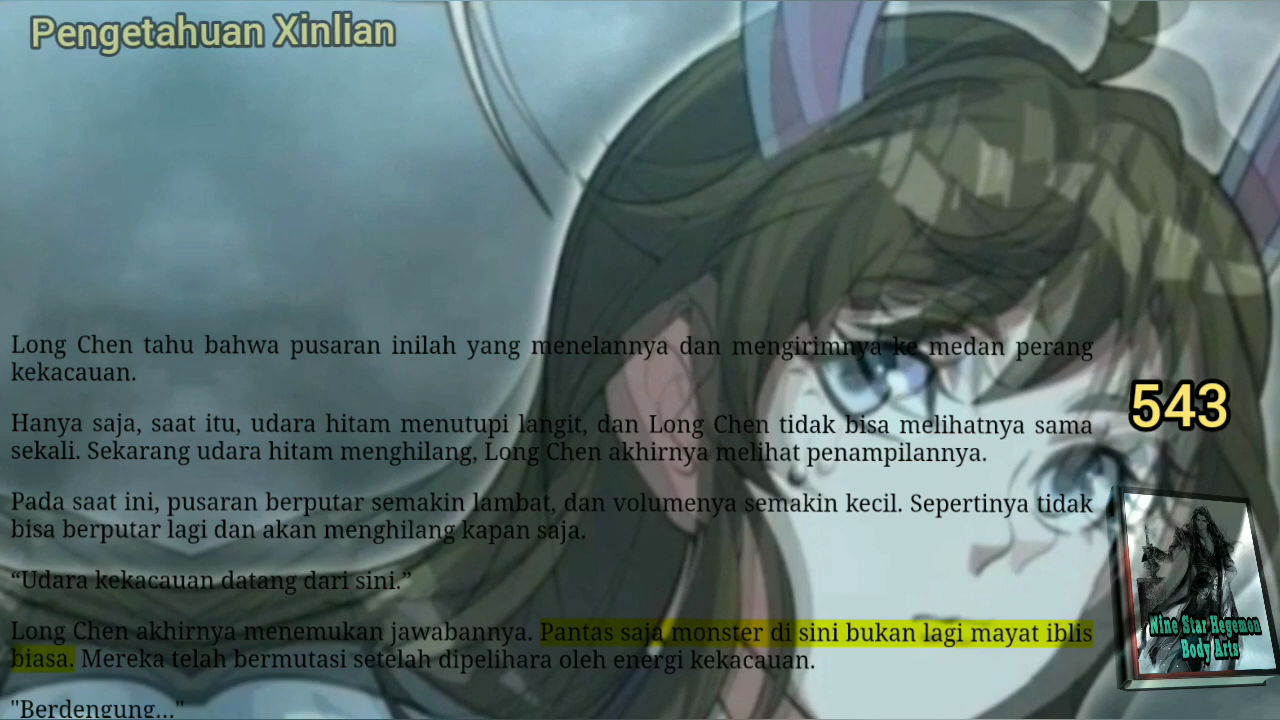 Pengetahuan Xinlian
Long Chen tahu bahwa pusaran inilah yang menelannya dan mengirimnya ke medan perang
kekacauan.
Hanya saja, saat itu, udara hitam menutupi langit, dan Long Chen tidak bisa melihatnya sama
sekali. Sekarang udara hitam menghilang, Long Chen akhirnya melihat penampilannya.
543
Pada saat ini, pusaran berputar semakin lambat, dan volumenya semakin kecil. Sepertinya tidak
bisa berputar lagi dan akan menghilang kapan saja.
“Udara kekacauan datang dari sini.”
Long Chen akhirnya menemukan jawabannya. Pantas saja monster di sini bukan lagi mayat iblis
biasa. Mereka telah bermutasi setelah dipelihara oleh energi kekacauan.
Nine Star Hegemon
Body Arts
"Berdengung..."